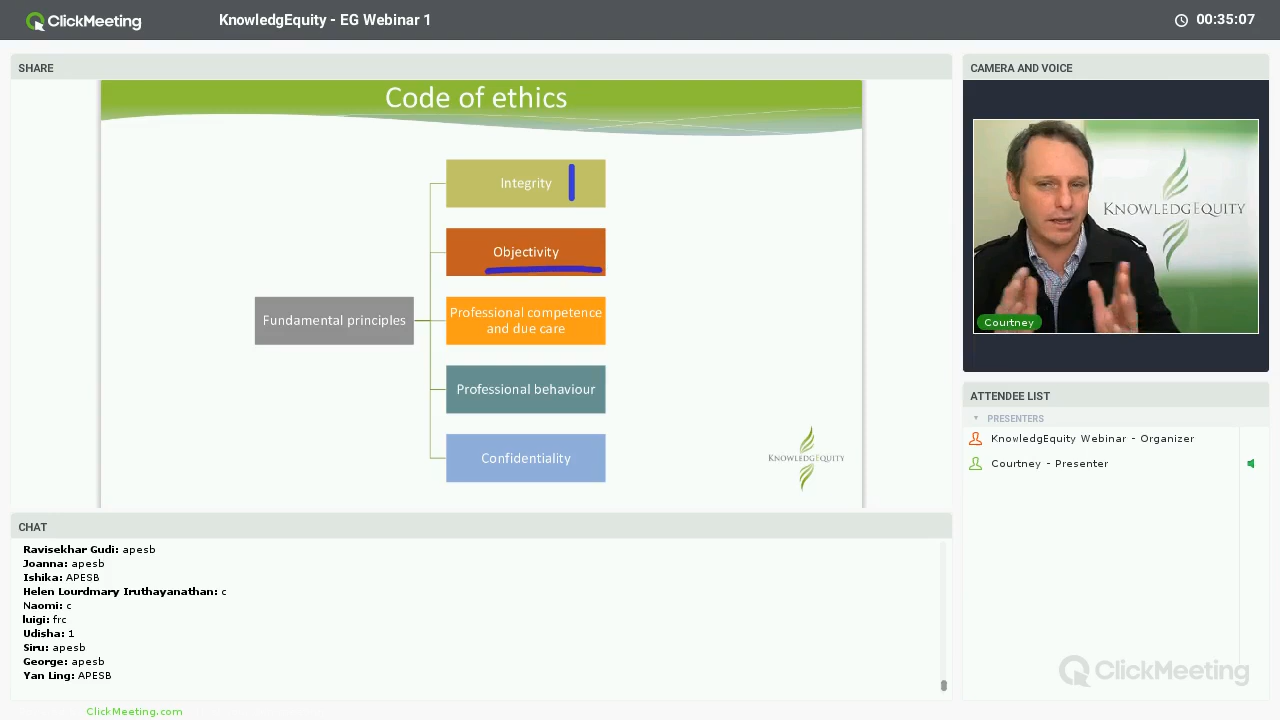 ClickMeeting
KnowledgEquity - EG Webinar 1
00:35:07
SHARE
Code of ethics
Integrity
Objectivity
Fundamental principles
Professional competence
and due care
Professional behaviour
Confidentiality
KNOWLEDGEQUITY
CHAT
Ravisekhar Gudi: apesb
Joanna: apesb
Ishika: APESB
Helen Lourdmary Iruthayanathan: c
Naomi: c
luigi: frc
Udisha: 1
Siru: apesb
George: apesb
Yan Ling: APESB
ClickMeeting.com
CAMERA AND VOICE
KNOWLEDGEQUITY
Courtney
ATTENDEE LIST
PRESENTERS
KnowledgEquity Webinar - Organizer
Courtney - Presenter
ClickMeeting